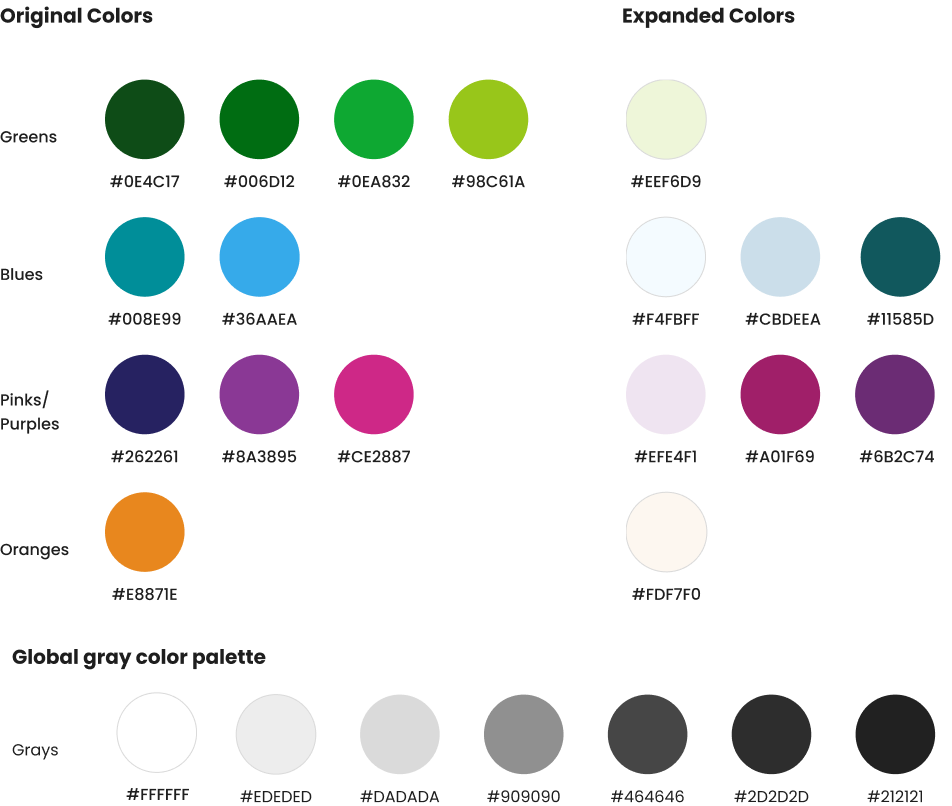 Original Colors
Expanded Colors
Greens
#0E4C17
#006D12
#0EA832
#98C61A
#EEF6D9
Blues
#008E99
#36AAEA
#F4FBFF
#CBDEEA
#11585D
Pinks/
Purples
#262261
#8A3895
#CE2887
#EFE4F1
#A01F69
#6B2C74
Oranges
#E8871E
#FDF7F0
Global gray color palette
Grays
#FFFFFF
#EDEDED
#DADADA
#909090
#464646
#2D2D2D
#212121